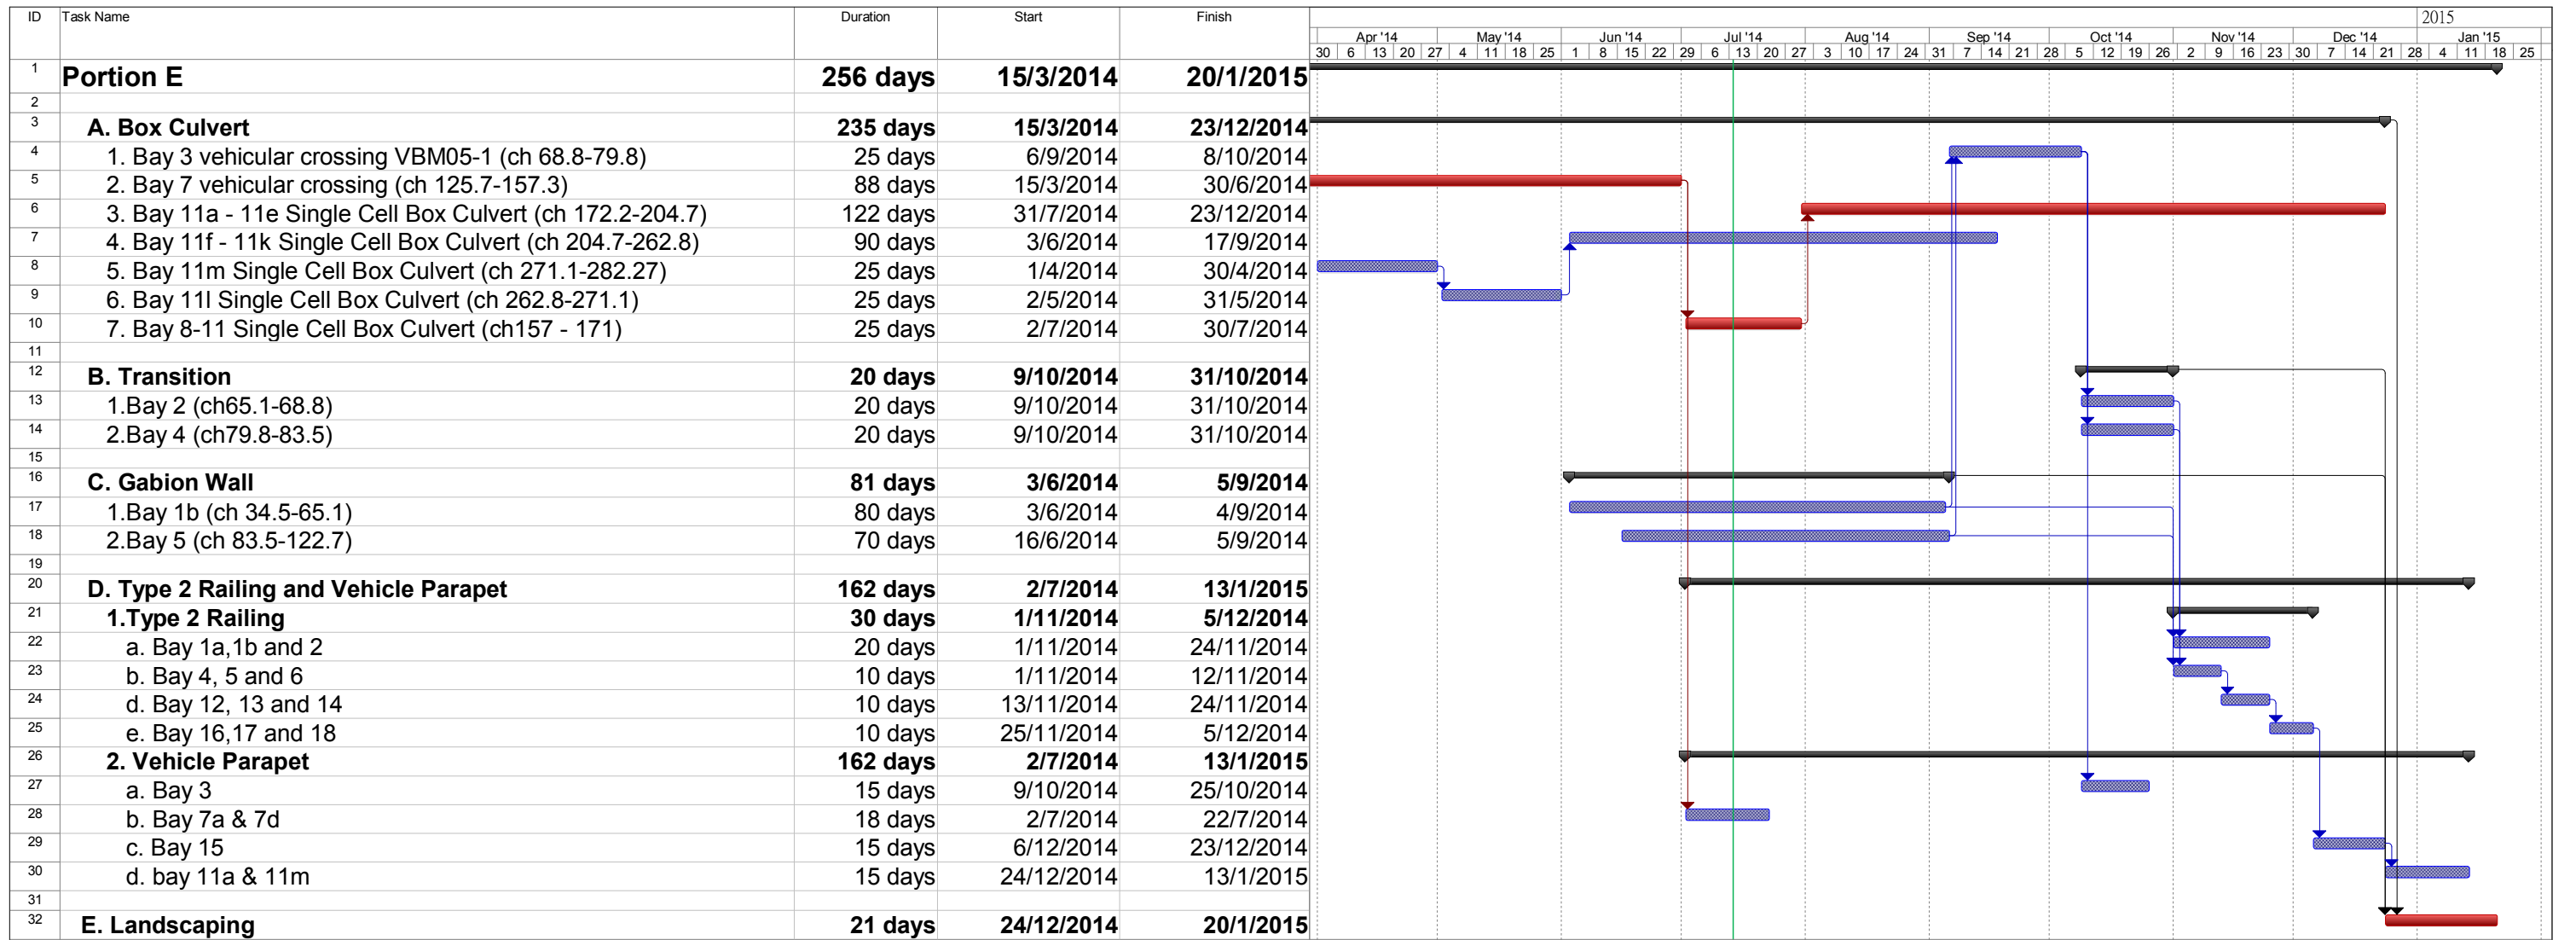 ID Task Name Duration Start Finish 2015
Apr '14 May '14 Jun '14 Jul '14 Aug '14 Sep '14 Oct '14 Nov '14 Dec '14 Jan '15
30 6 13 20 27 4 11 18 25 1 8 15 22 29 6 13 20 27 3 10 17 24 31 7 14 21 28 5 12 19 26 2 9 16 23 30 7 14 21 28 4 11 18 25
1 Portion E 256 days 15/3/2014 20/1/2015
2
3 A. Box Culvert 235 days 15/3/2014 23/12/2014
4 1. Bay 3 vehicular crossing VBM05-1 (ch 68.8-79.8) 25 days 6/9/2014 8/10/2014
5 2. Bay 7 vehicular crossing (ch 125.7-157.3) 88 days 15/3/2014 30/6/2014
6 3. Bay 11a - 11e Single Cell Box Culvert (ch 172.2-204.7) 122 days 31/7/2014 23/12/2014
7 4. Bay 11f - 11k Single Cell Box Culvert (ch 204.7-262.8) 90 days 3/6/2014 17/9/2014
8 5. Bay 11m Single Cell Box Culvert (ch 271.1-282.27) 25 days 1/4/2014 30/4/2014
9 6. Bay 11l Single Cell Box Culvert (ch 262.8-271.1) 25 days 2/5/2014 31/5/2014
10 7. Bay 8-11 Single Cell Box Culvert (ch157 - 171) 25 days 2/7/2014 30/7/2014
11
12 B. Transition 20 days 9/10/2014 31/10/2014
13 1.Bay 2 (ch65.1-68.8) 20 days 9/10/2014 31/10/2014
14 2.Bay 4 (ch79.8-83.5) 20 days 9/10/2014 31/10/2014
15
16 C. Gabion Wall 81 days 3/6/2014 5/9/2014
17 1.Bay 1b (ch 34.5-65.1) 80 days 3/6/2014 4/9/2014
18 2.Bay 5 (ch 83.5-122.7) 70 days 16/6/2014 5/9/2014
19
20 D. Type 2 Railing and Vehicle Parapet 162 days 2/7/2014 13/1/2015
21 1.Type 2 Railing 30 days 1/11/2014 5/12/2014
22 a. Bay 1a,1b and 2 20 days 1/11/2014 24/11/2014
23 b. Bay 4, 5 and 6 10 days 1/11/2014 12/11/2014
24 d. Bay 12, 13 and 14 10 days 13/11/2014 24/11/2014
25 e. Bay 16,17 and 18 10 days 25/11/2014 5/12/2014
26 2. Vehicle Parapet 162 days 2/7/2014 13/1/2015
27 a. Bay 3 15 days 9/10/2014 25/10/2014
28 b. Bay 7a & 7d 18 days 2/7/2014 22/7/2014
29 c. Bay 15 15 days 6/12/2014 23/12/2014
30 d. bay 11a & 11m 15 days 24/12/2014 13/1/2015
31
32 E. Landscaping 21 days 24/12/2014 20/1/2015